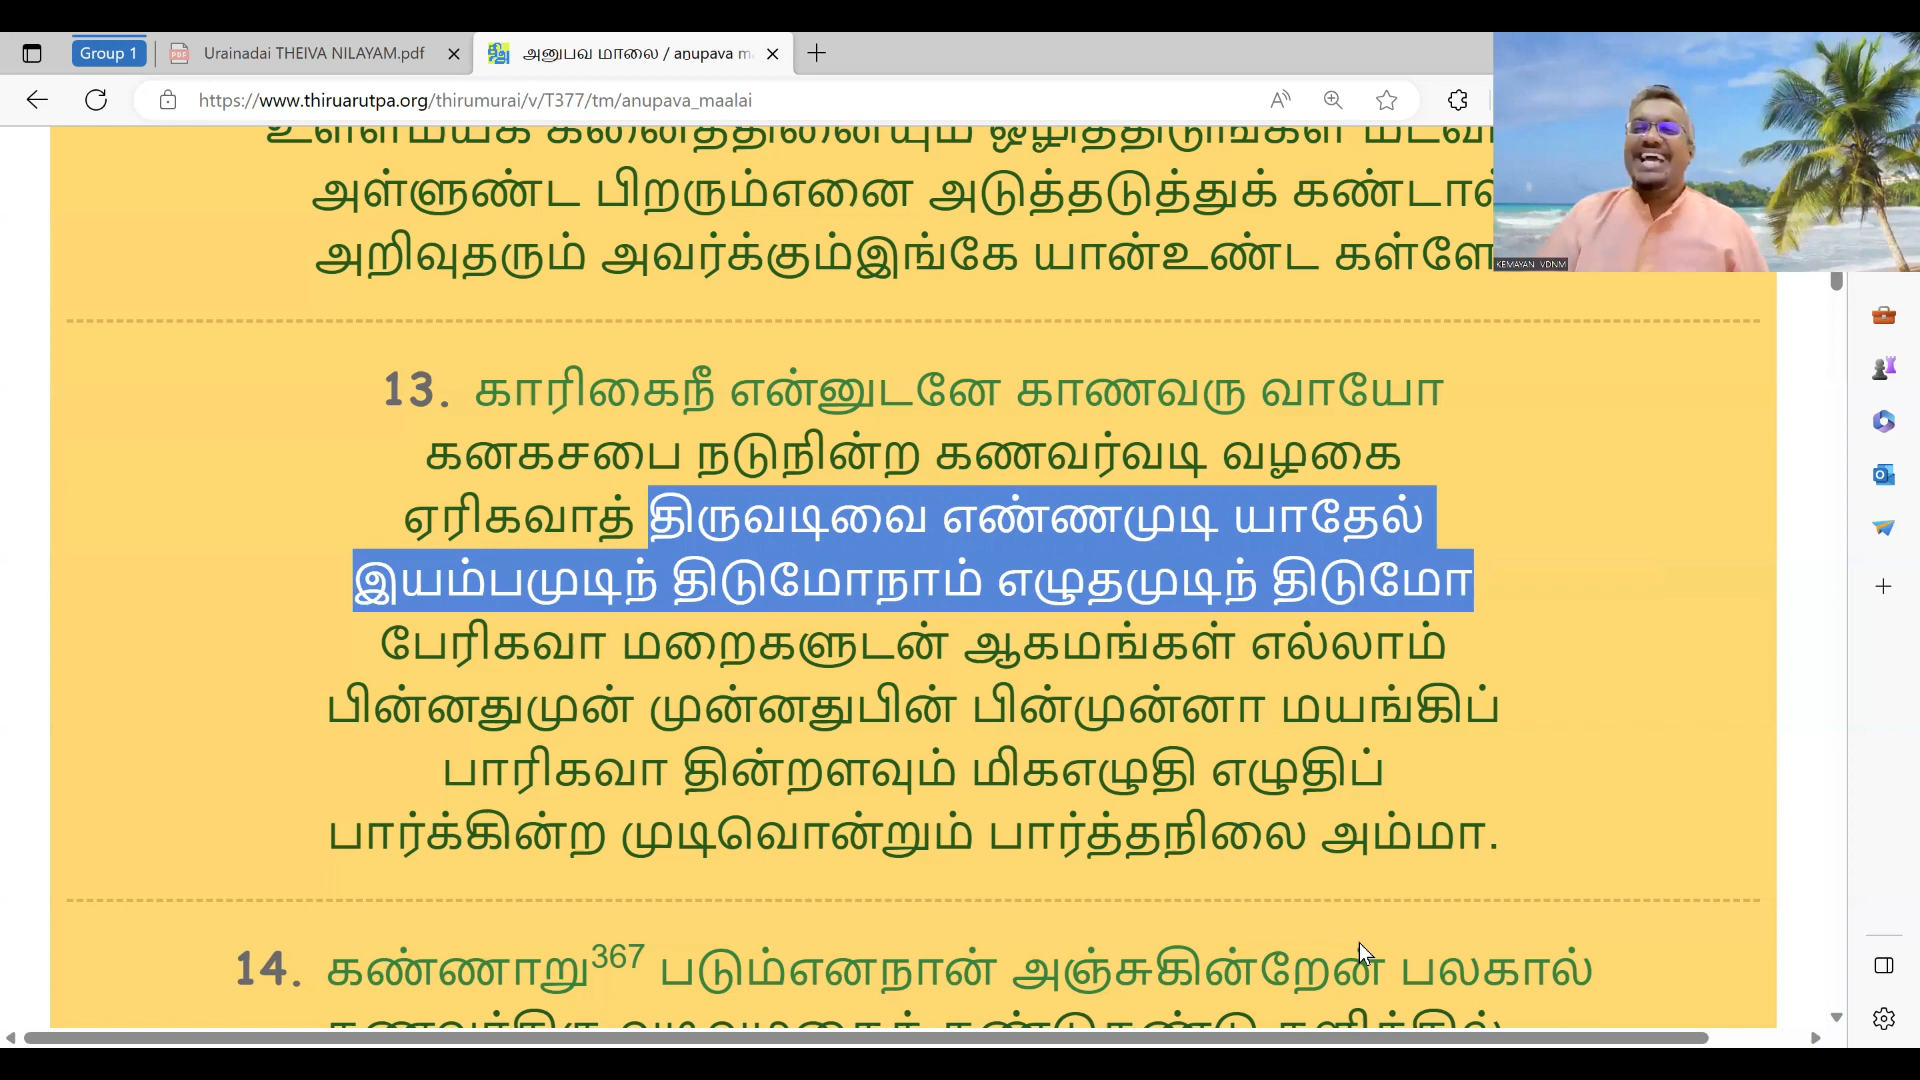 Group 1
Urainadai THEIVA NILAYAM.pdf
அனுபவ மாலை / anupava m
https://www.thiruarutpa.org/thirumurai/v/T377/tm/anupava_maalai
KEMAYAN VDNM
அள்ளுண்ட பிறரும்எனை அடுத்தடுத்துக் கண்டால்
அறிவுதரும் அவர்க்கும்இங்கே யான்உண்ட கள்ளே
13. காரிகைநீ என்னுடனே காணவரு வாயோ
கனகசபை நடுநின்ற கணவர்வடி வழகை
ஏரிகவாத் திருவடிவை எண்ணமுடி யாதேல்
இயம்பமுடிந் திடுமோநாம் எழுதமுடிந் திடுமோ
பேரிகவா மறைகளுடன் ஆகமங்கள் எல்லாம்
பின்னதுமுன் முன்னதுபின் பின்முன்னா மயங்கிப்
பாரிகவா தின்றளவும் மிகஎழுதி எழுதிப்
பார்க்கின்ற முடிவொன்றும் பார்த்தநிலை அம்மா.
14. கண்ணாறு367 படும்எனநான் அஞ்சுகின்றேன் பலகால்